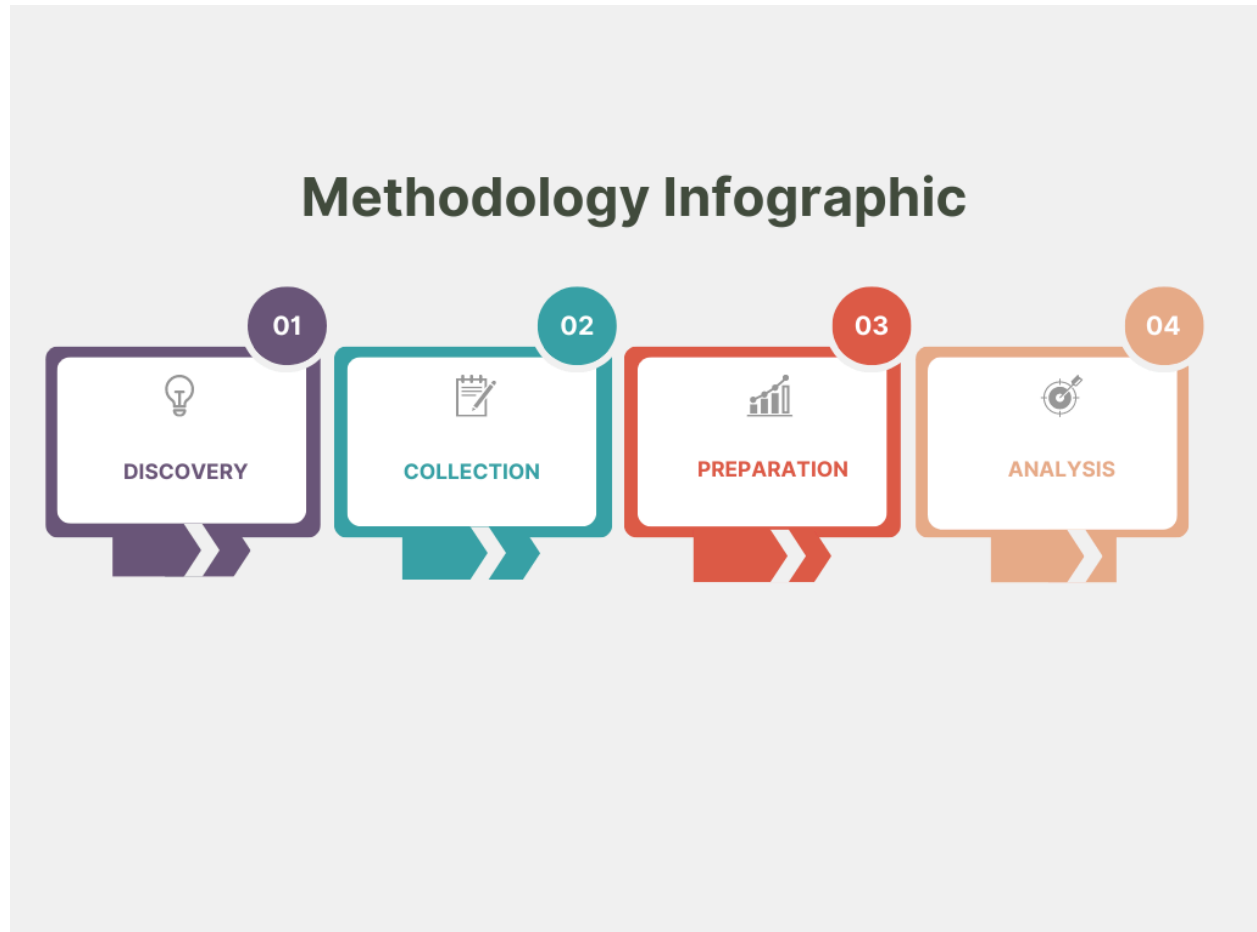 Methodology Infographic
01
02
03
04
DISCOVERY
COLLECTION
PREPARATION
ANALYSIS